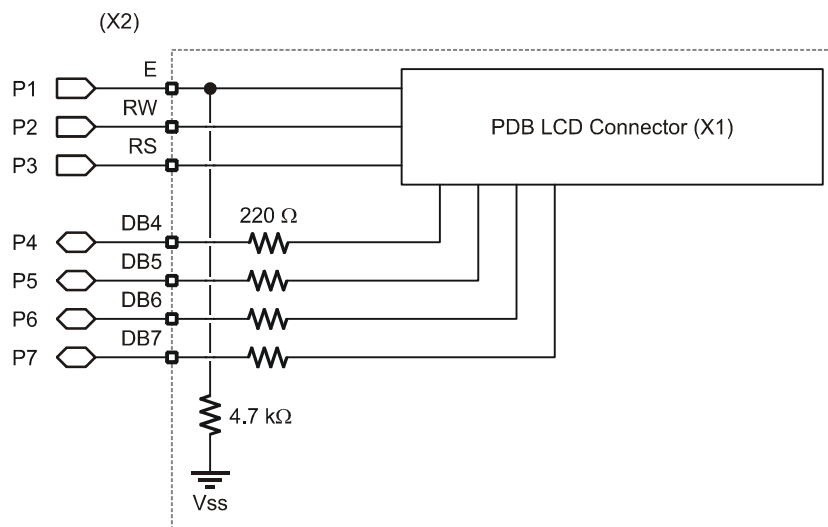 (X2)
E
P1
RW
P2
PDB LCD Connector (X1)
RS
P3
220 Ω
DB4
P4
DB5
P5
DB6
P6
DB7
P7
4.7 kΩ
Vss